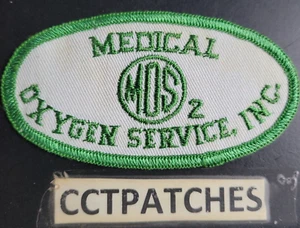 MEDICAL
MOS 2
OXYGEN SERVICE, INC.
CCTPATCHES